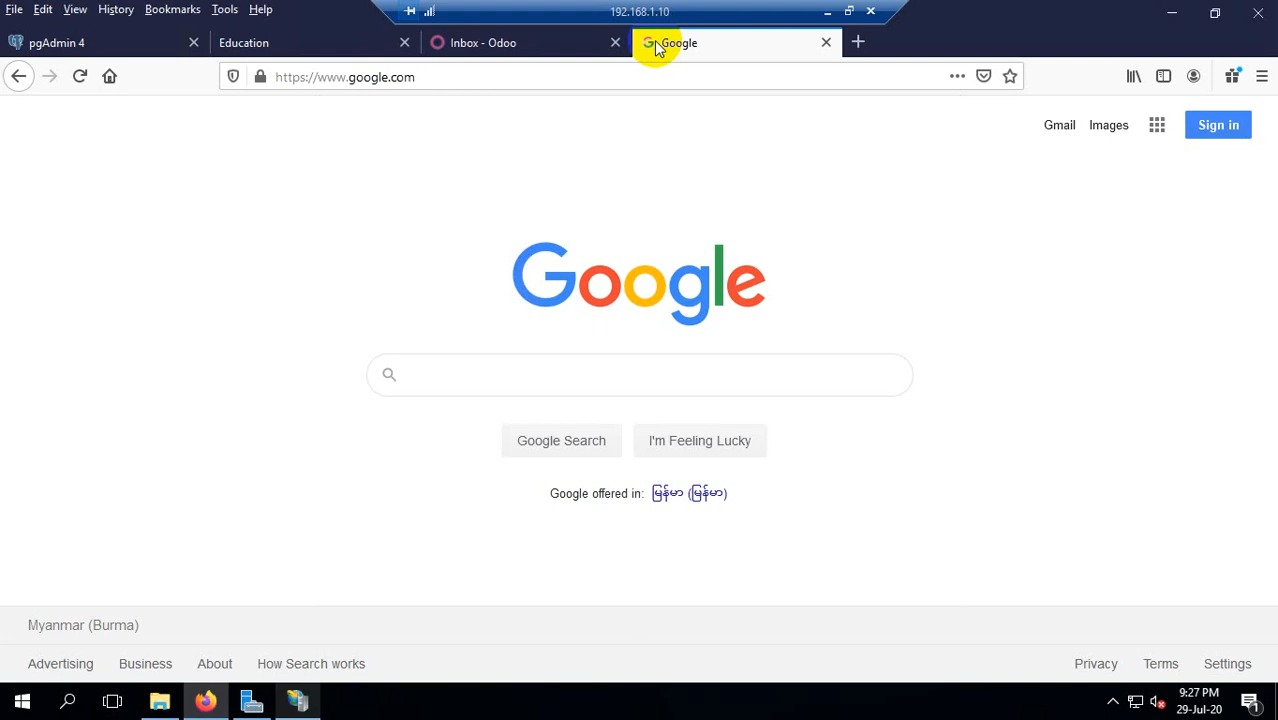 File Edit View History Bookmarks Tools Help
192.168.1.10
pgAdmin 4
Education
Inbox - Odoo
Google
https://www.google.com
Gmail Images
Sign in
Google
Google Search
I'm Feeling Lucky
Google offered in: မြန်မာ (မြန်မာ)
Myanmar (Burma)
Advertising Business About How Search works
Privacy Terms Settings
9:27 PM
29-Jul-20
1